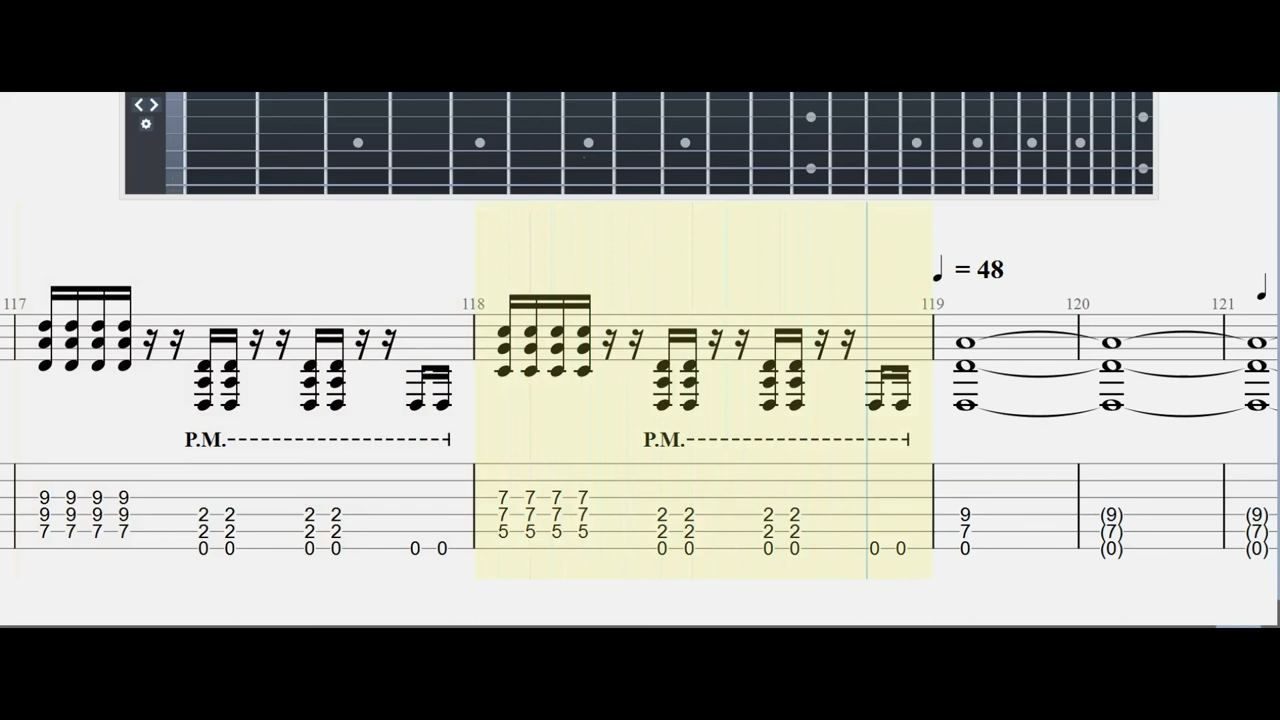 = 48
117 118 119 120 121
P.M. P.M.
9 9 9 9 7 7 7 7
9 9 9 9 2 2 2 2 7 7 7 7 2 2 2 2 9 (9) (9)
7 7 7 7 2 2 2 2 5 5 5 5 2 2 2 2 7 (7) (7)
0 0 0 0 0 0 0 0 0 0 0 0 0 (0) (0)